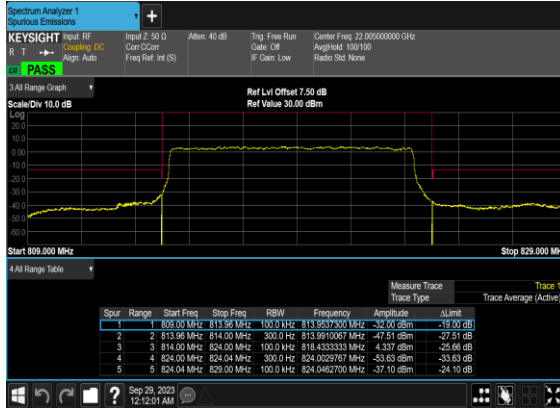 Spectrum Analyzer 1
Spurious Emissions
KEYSIGHT
R T
PASS
Input: RF
Coupling: DC
Align: Auto
Input Z: 50 Ω
Corr CCorr
Freq Ref: Int (S)
Atten: 40 dB
Trig: Free Run
Gate: Off
IF Gain: Low
Center Freq: 22.005000000 GHz
Avg|Hold: 100/100
Radio Std: None
3 All Range Graph
Scale/Div 10.0 dB
Ref Lvl Offset 7.50 dB
Ref Value 30.00 dBm
Log
20.0
10.0
0.00
-10.0
-20.0
-30.0
-40.0
-50.0
-60.0
Start 809.000 MHz
Stop 829.000 MH
4 All Range Table
Measure Trace Trace 1
Trace Type Trace Average (Active)
Spur Range Start Freq Stop Freq RBW Frequency Amplitude ΔLimit
1 1 809.00 MHz 813.96 MHz 100.0 kHz 813.9537300 MHz -32.00 dBm -19.00 dB
2 2 813.96 MHz 814.00 MHz 300.0 Hz 813.9910067 MHz -47.51 dBm -27.51 dB
3 3 814.00 MHz 824.00 MHz 100.0 kHz 818.4333333 MHz 4.337 dBm -25.66 dB
4 4 824.00 MHz 824.04 MHz 300.0 Hz 824.0029767 MHz -53.63 dBm -33.63 dB
5 5 824.04 MHz 829.00 MHz 100.0 kHz 824.0462700 MHz -37.10 dBm -24.10 dB
Sep 29, 2023
12:12:01 AM